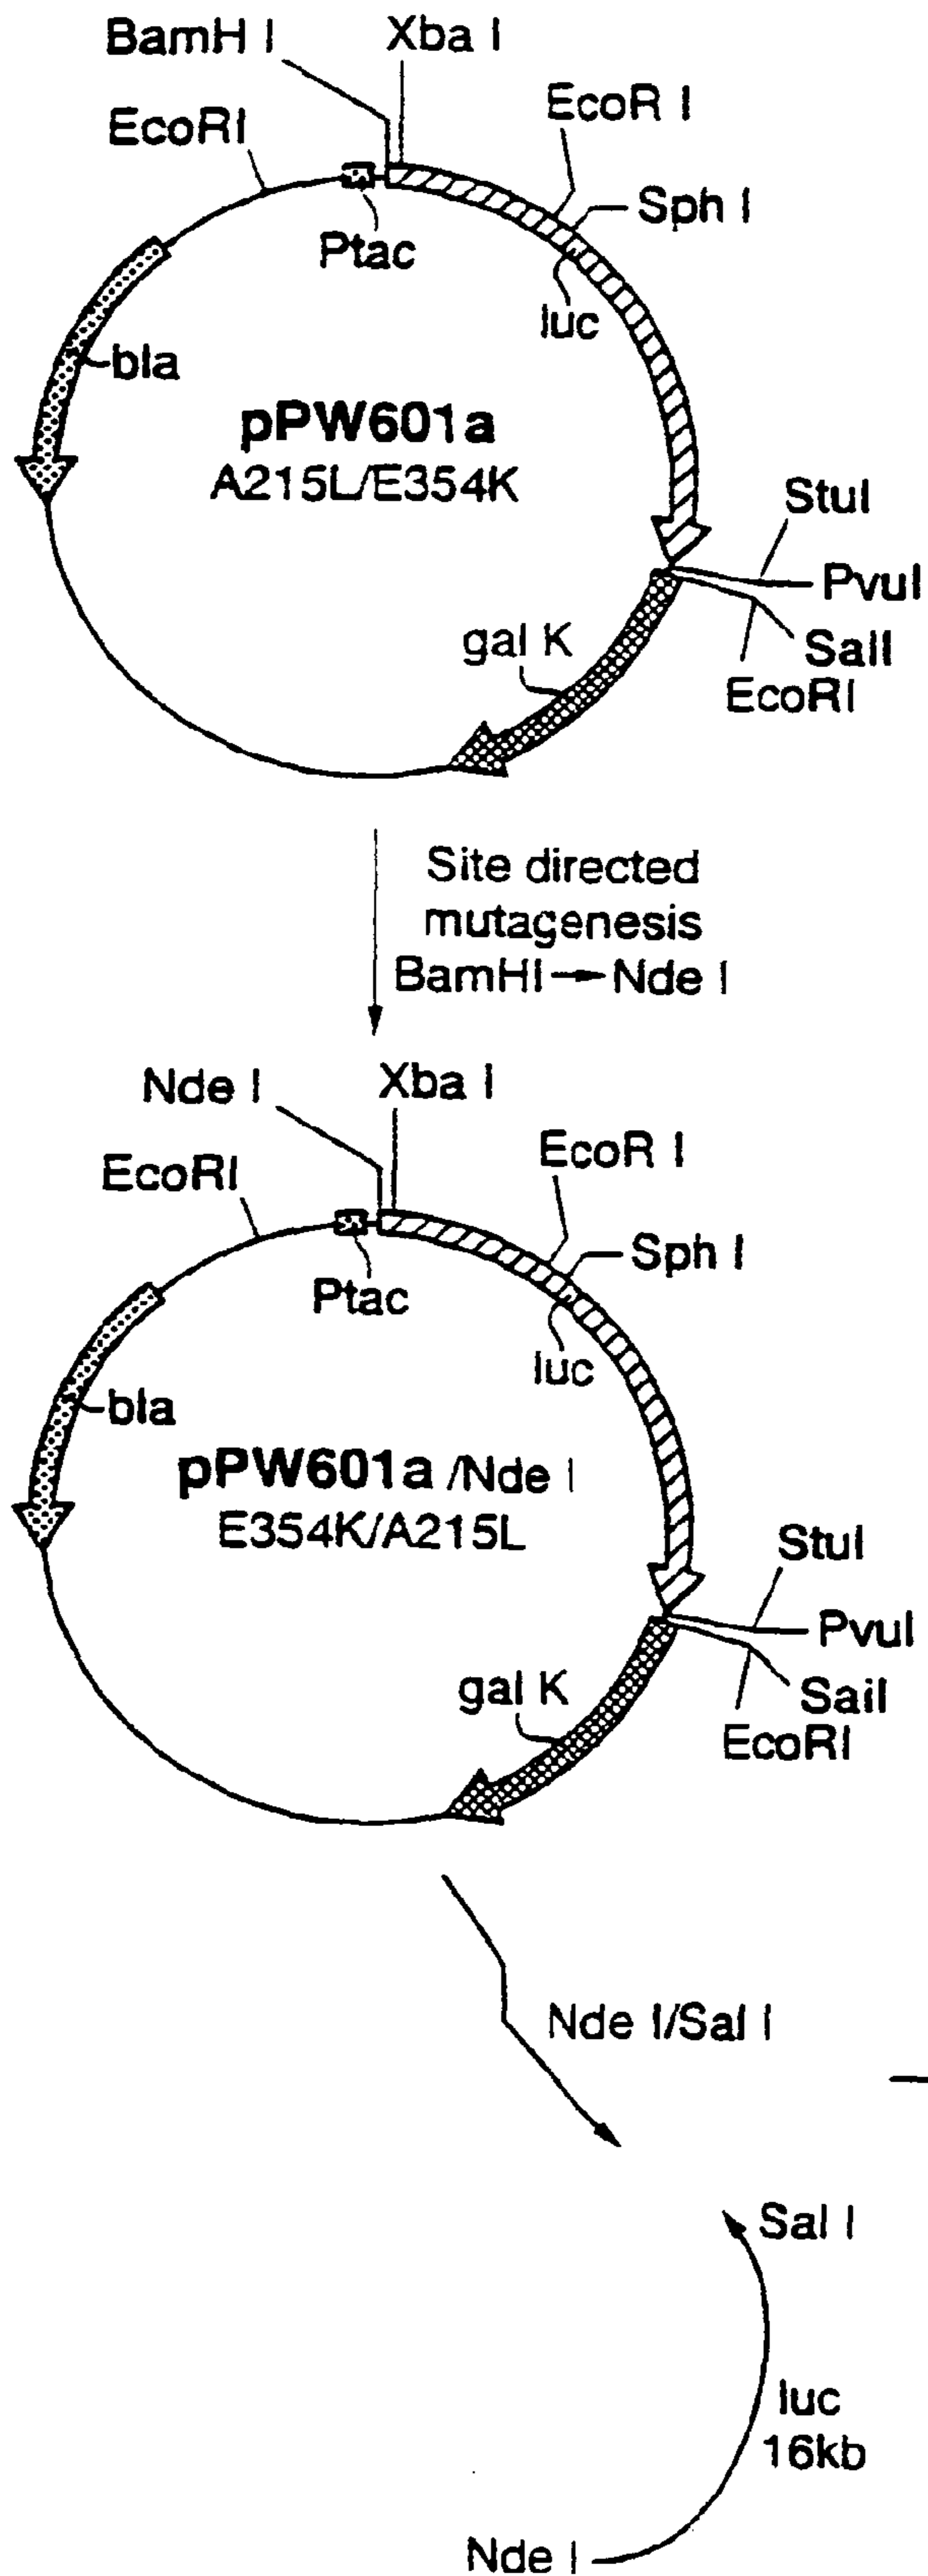 BamH I
Xba I
EcoRI
EcoR I
Sph I
Ptac
luc
bla
pPW601a
A215L/E354K
StuI
PvuI
gal K
SalI
EcoRI
Site directed
mutagenesis
BamHI → Nde I
Nde I
Xba I
EcoRI
EcoR I
Sph I
Ptac
luc
bla
pPW601a /Nde I
E354K/A215L
StuI
PvuI
gal K
SalI
EcoRI
Nde I/Sal I
Sal I
luc
16kb
Nde I